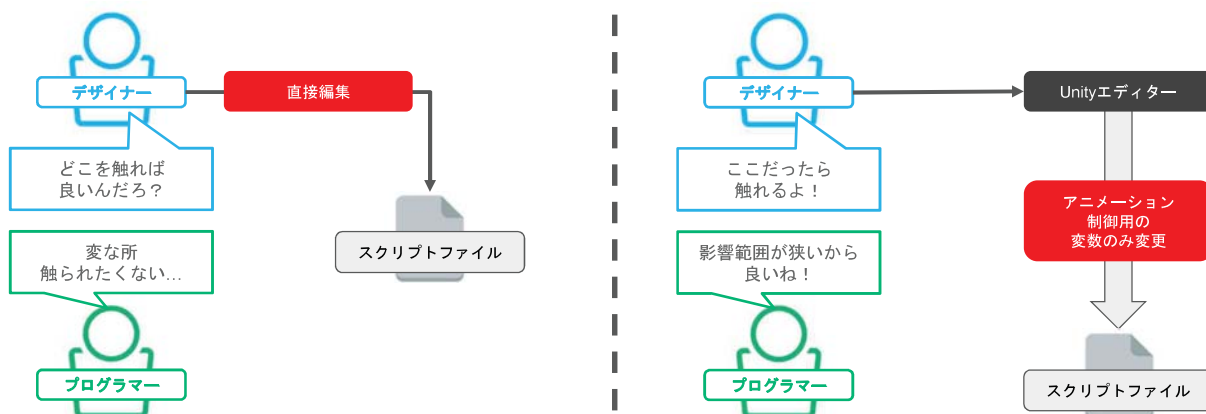 デザイナー
直接編集
どこを触れば
良いんだろ？
スクリプトファイル
変な所
触られたくない…
プログラマー
デザイナー
Unityエディター
ここだったら
触れるよ！
アニメーション
制御用の
変数のみ変更
影響範囲が狭いから
良いね！
プログラマー
スクリプトファイル